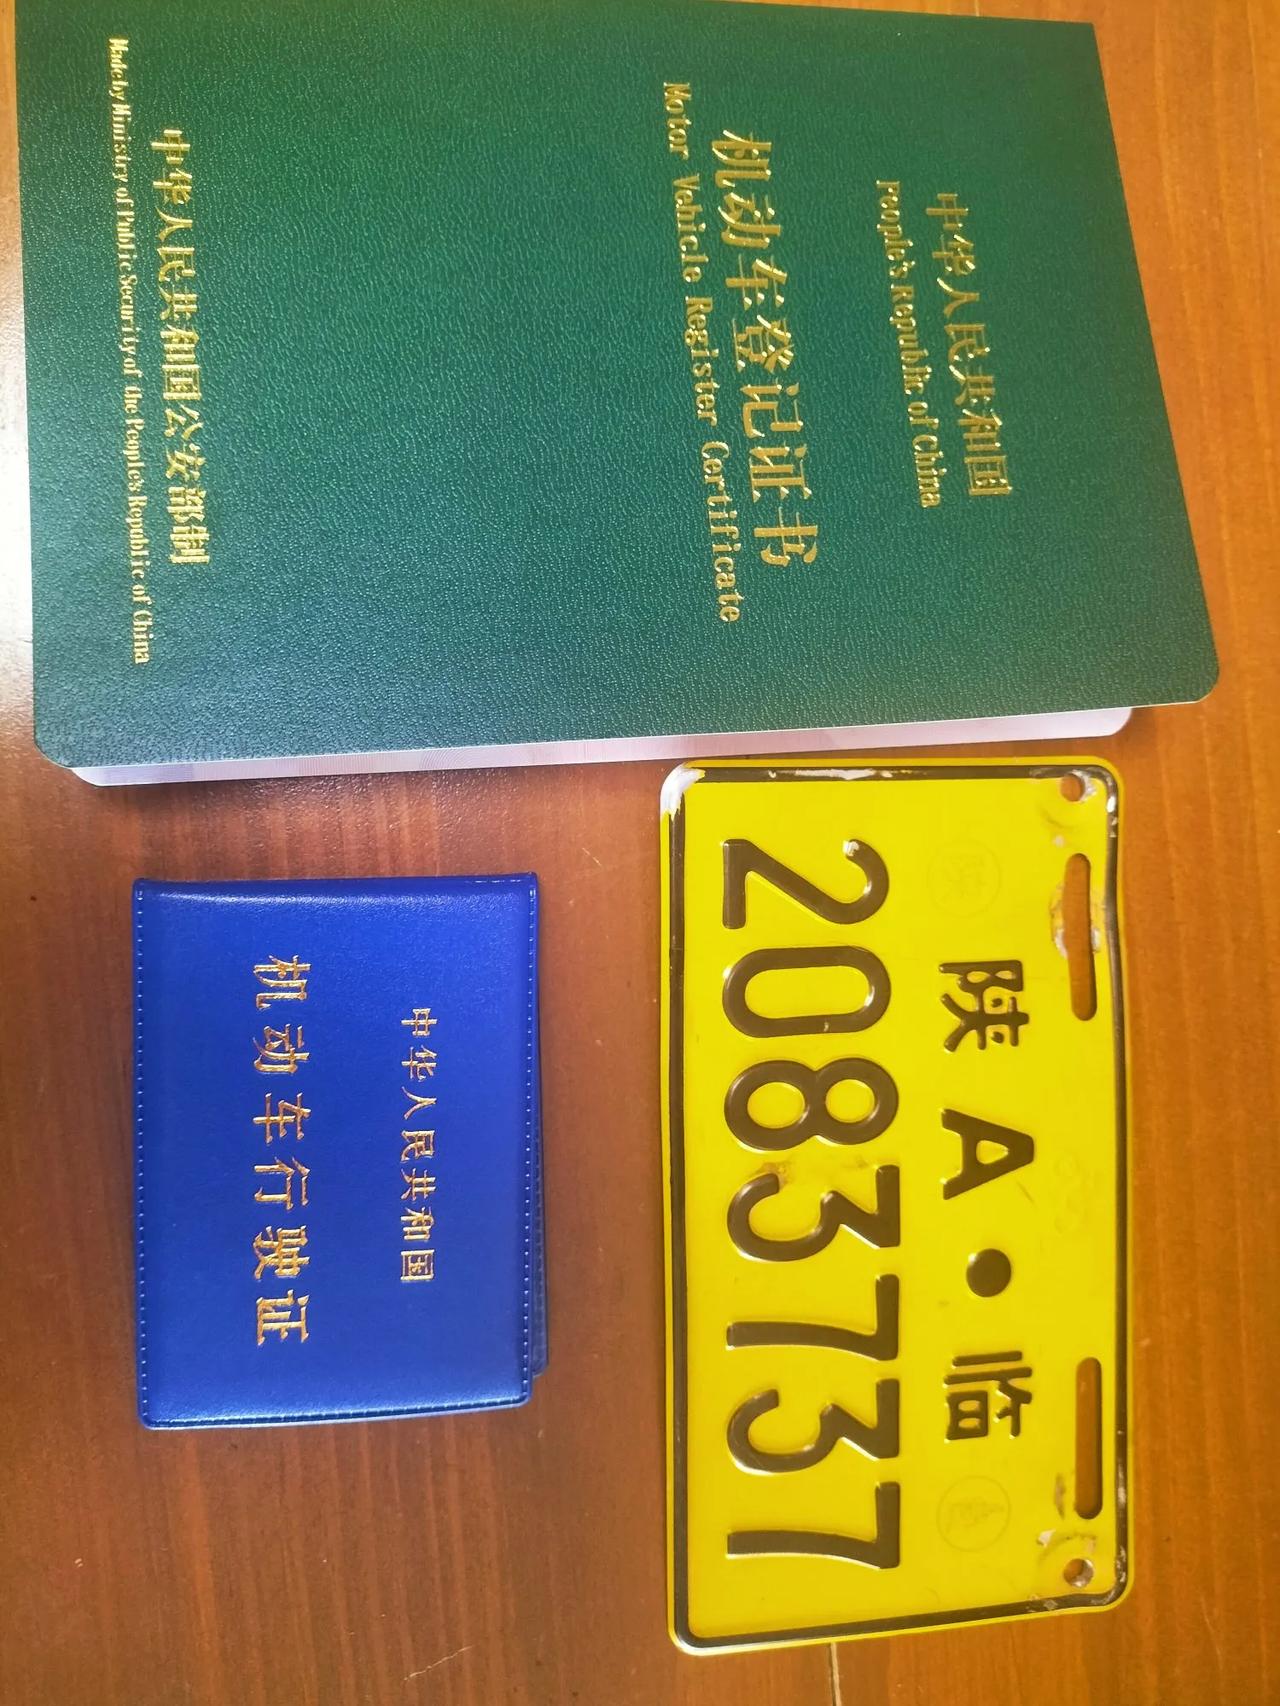 中华人民共和国
People's Republic of China
机动车登记证书
Motor Vehicle Register Certificate
中华人民共和国公安部制
Made by Ministry of Public Security of the People's Republic of China
陕A·临
2083737
中华人民共和国
机动车行驶证